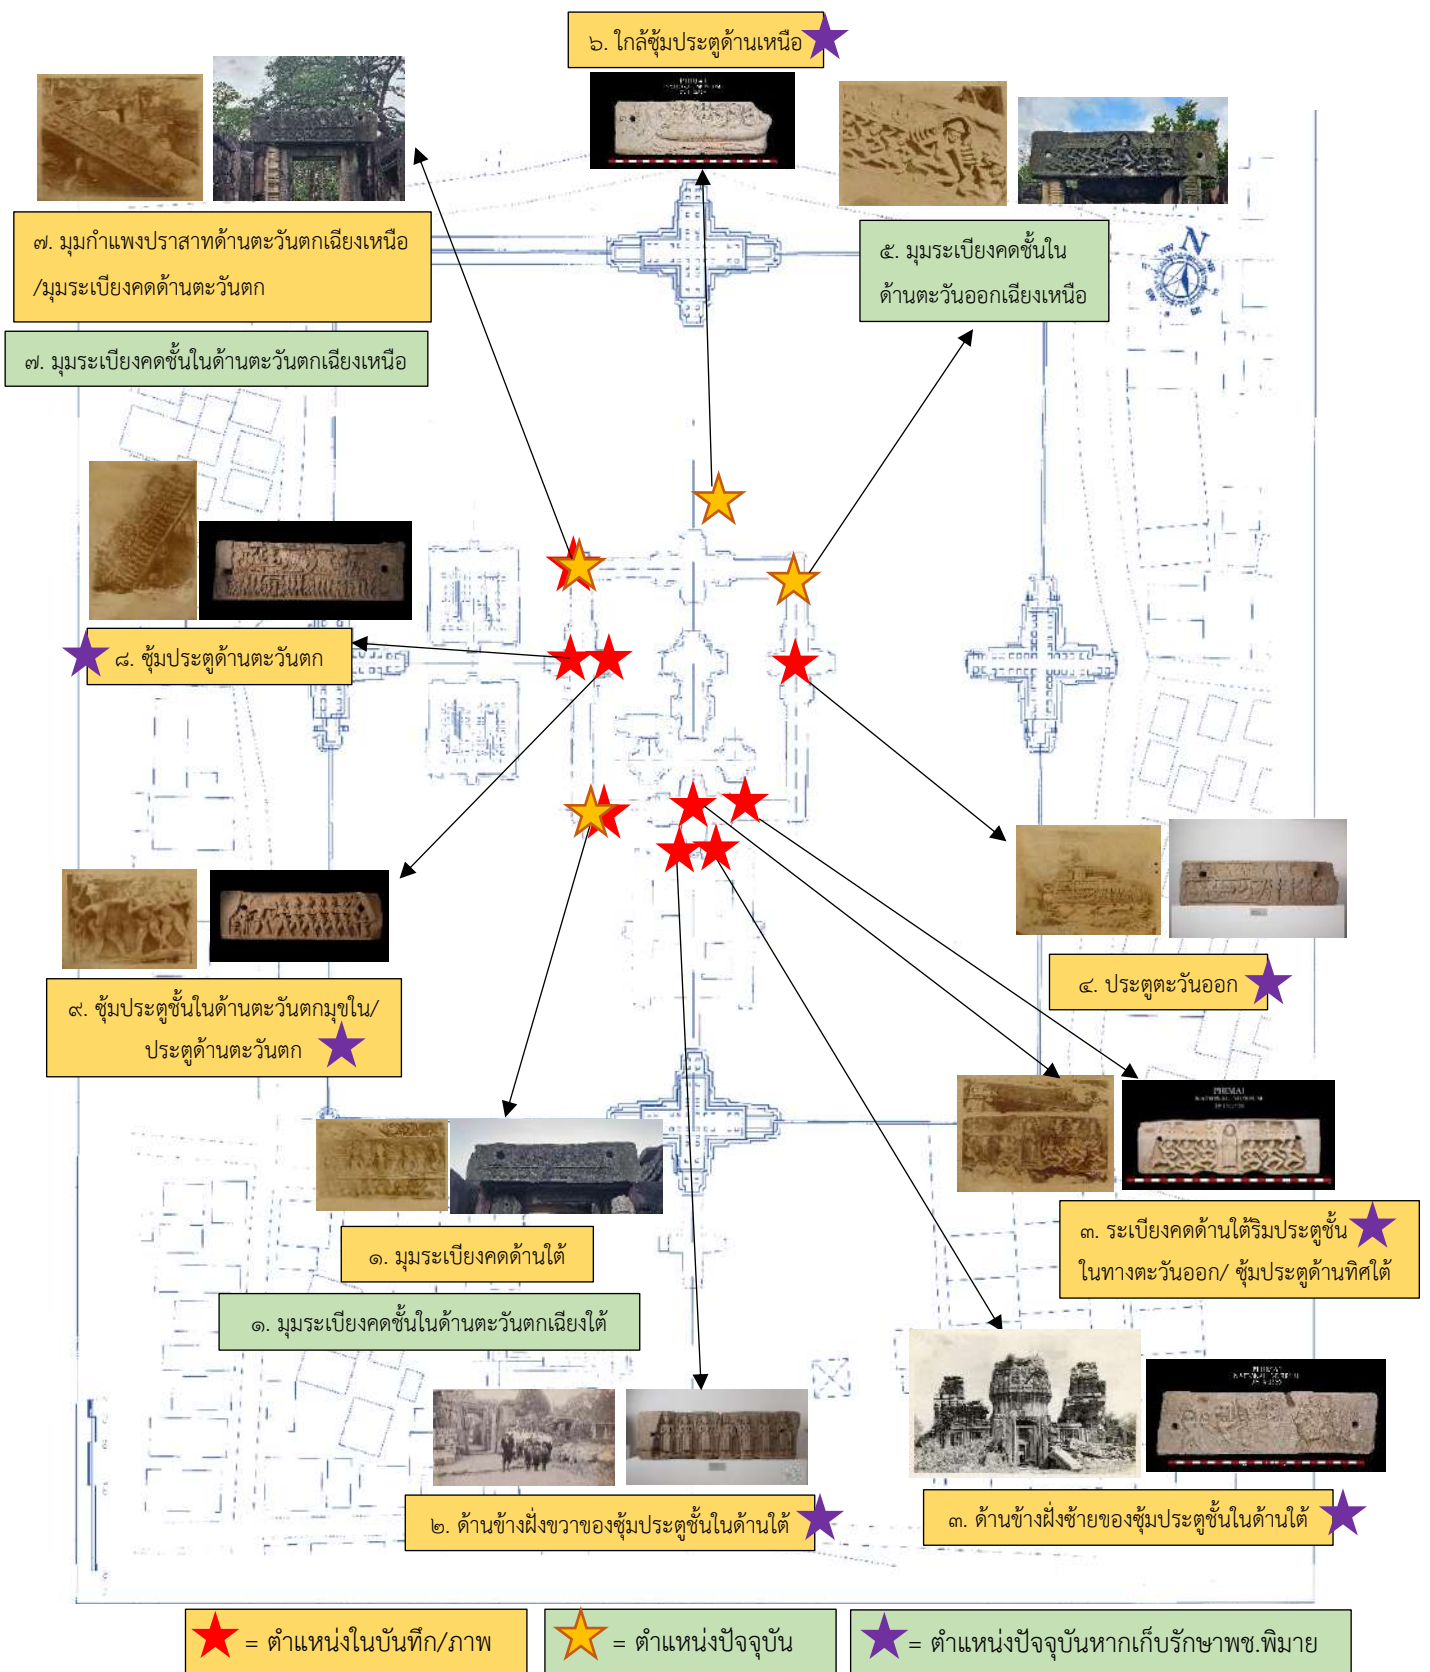 ๖. ใกล้ซุ้มประตูด้านเหนือ
PHIMAI
๗. มุมกำแพงปราสาทด้านตะวันตกเฉียงเหนือ
/มุมระเบียงคดด้านตะวันตก
๗. มุมระเบียงคดชั้นในด้านตะวันตกเฉียงเหนือ
๕. มุมระเบียงคดชั้นใน
ด้านตะวันออกเฉียงเหนือ
N
๘. ซุ้มประตูด้านตะวันตก
๔. ประตูตะวันออก
๙. ซุ้มประตูชั้นในด้านตะวันตกมุขใน/
ประตูด้านตะวันตก
PHIMAI
NATIONAL MUSEUM
๓. ระเบียงคดด้านใต้ริมประตูชั้น
ในทางตะวันออก/ ซุ้มประตูด้านทิศใต้
๑. มุมระเบียงคดด้านใต้
๑. มุมระเบียงคดชั้นในด้านตะวันตกเฉียงใต้
PHIMAI
NATIONAL MUSEUM
๒. ด้านข้างฝั่งขวาของซุ้มประตูชั้นในด้านใต้
๓. ด้านข้างฝั่งซ้ายของซุ้มประตูชั้นในด้านใต้
= ตำแหน่งในบันทึก/ภาพ
= ตำแหน่งปัจจุบัน
= ตำแหน่งปัจจุบันหากเก็บรักษาพช.พิมาย